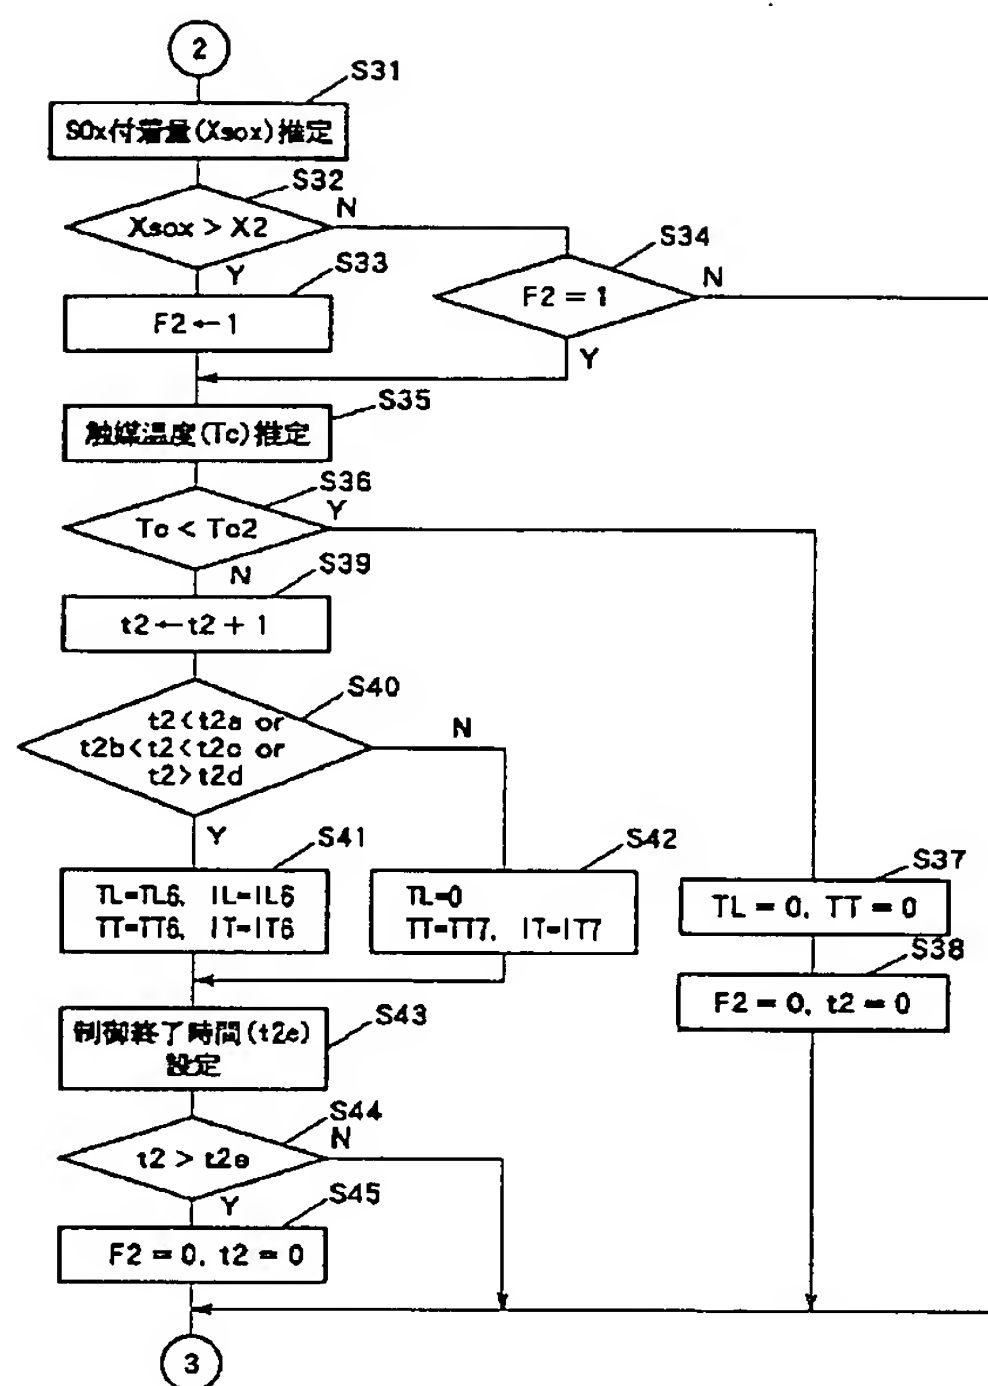 2
S31
SOx付着量(Xsox)推定
S32
Xsox > X2
N
Y
S33
F2←1
S34
F2 = 1
N
Y
S35
触媒温度(Tc)推定
S36
Tc < Tc2
Y
N
S39
t2←t2 + 1
S40
t2<t2a or
t2b<t2<t2c or
t2>t2d
N
Y
S41
TL=TL6, IL=IL6
TT=TT6, IT=IT6
S42
TL=0
TT=TT7, IT=IT7
S37
TL = 0, TT = 0
S38
F2 = 0, t2 = 0
S43
制御終了時間(t2e)
設定
S44
t2 > t2e
N
Y
S45
F2 = 0, t2 = 0
3